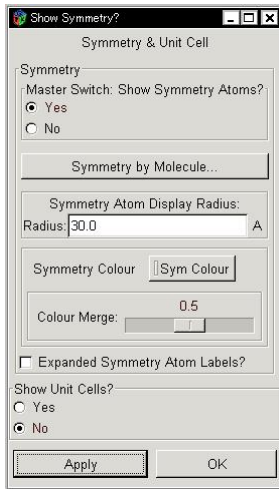 Show Symmetry?
Symmetry & Unit Cell
Symmetry
Master Switch: Show Symmetry Atoms?
Yes
No
Symmetry by Molecule...
Symmetry Atom Display Radius:
Radius: 30.0 A
Symmetry Colour Sym Colour
0.5
Colour Merge:
Expanded Symmetry Atom Labels?
Show Unit Cells?
Yes
No
Apply OK